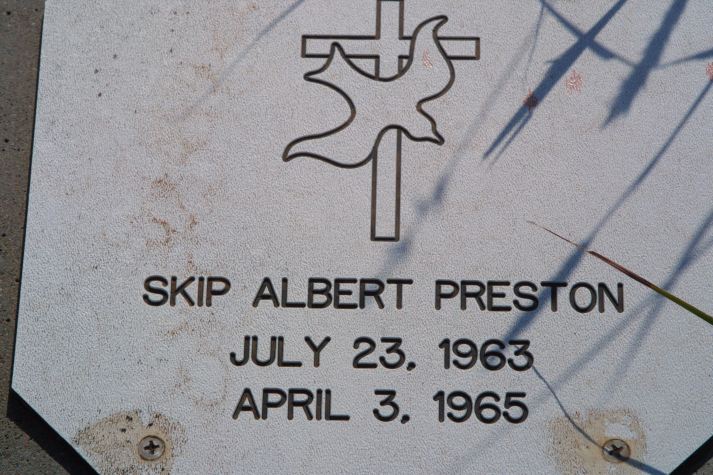 SKIP ALBERT PRESTON
JULY 23, 1963
APRIL 3, 1965